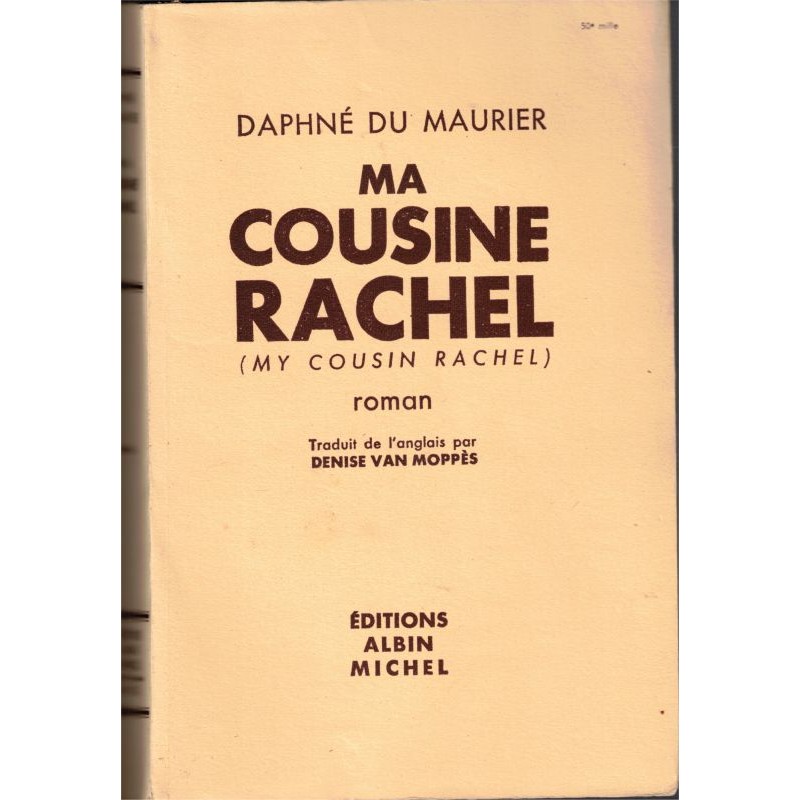 50e mille
DAPHNÉ DU MAURIER
MA
COUSINE
RACHEL
(MY COUSIN RACHEL)
roman
Traduit de l'anglais par
DENISE VAN MOPPÈS
ÉDITIONS
ALBIN
MICHEL